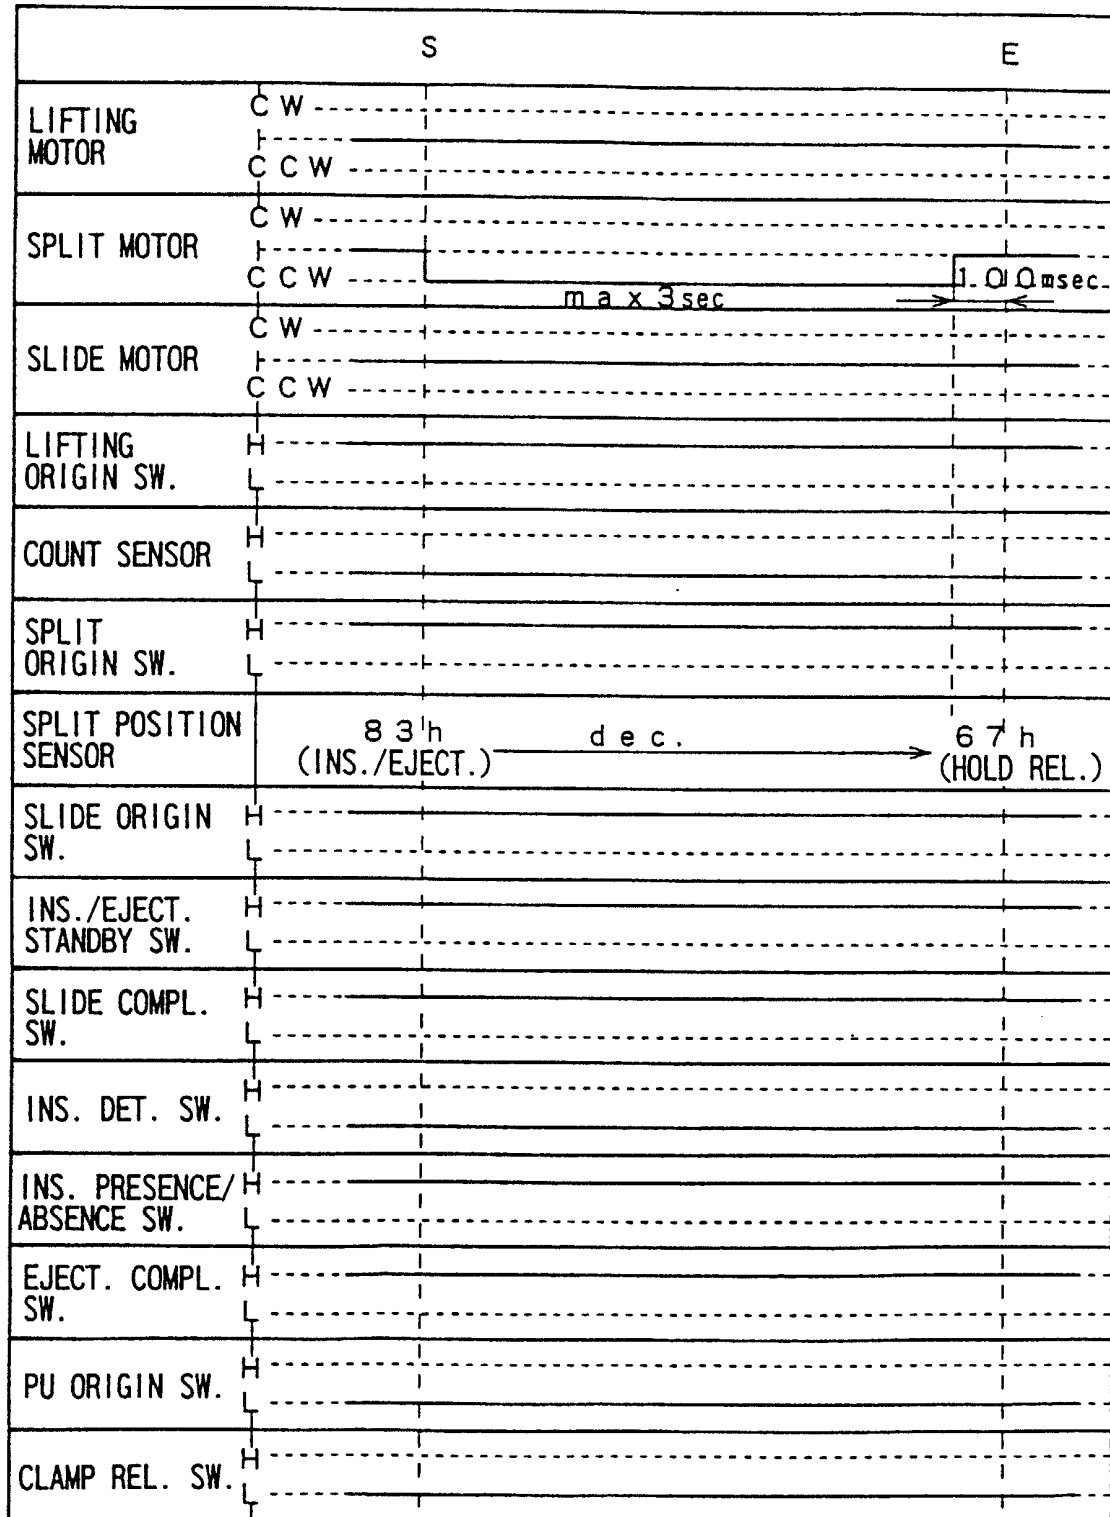 S E
LIFTING
MOTOR
CW
CCW
SPLIT MOTOR
CW
CCW
max 3sec
100msec
SLIDE MOTOR
CW
CCW
LIFTING
ORIGIN SW.
H
L
COUNT SENSOR
H
L
SPLIT
ORIGIN SW.
H
L
SPLIT POSITION
SENSOR
83h
(INS./EJECT.)
dec.
67h
(HOLD REL.)
SLIDE ORIGIN
SW.
H
L
INS./EJECT.
STANDBY SW.
H
L
SLIDE COMPL.
SW.
H
L
INS. DET. SW.
H
L
INS. PRESENCE/
ABSENCE SW.
H
L
EJECT. COMPL.
SW.
H
L
PU ORIGIN SW.
H
L
CLAMP REL. SW.
H
L